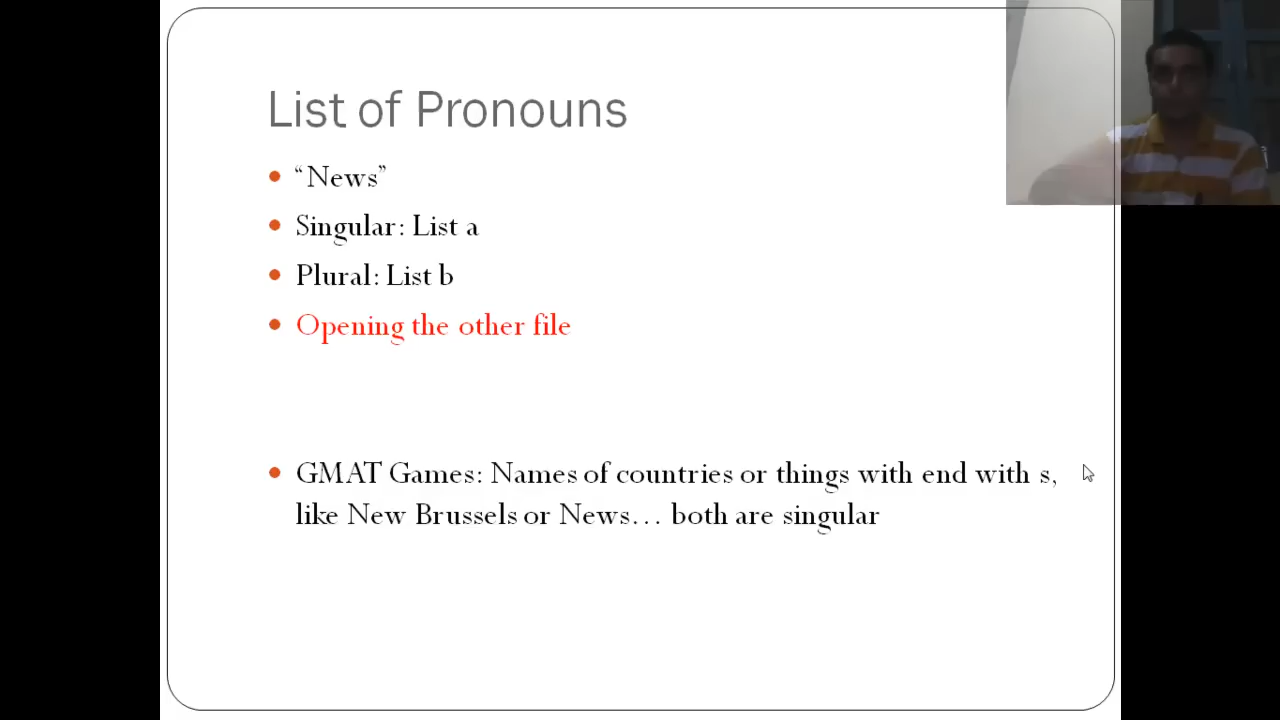 List of Pronouns
“News”
Singular: List a
Plural: List b
Opening the other file
GMAT Games: Names of countries or things with end with s,
like New Brussels or News… both are singular